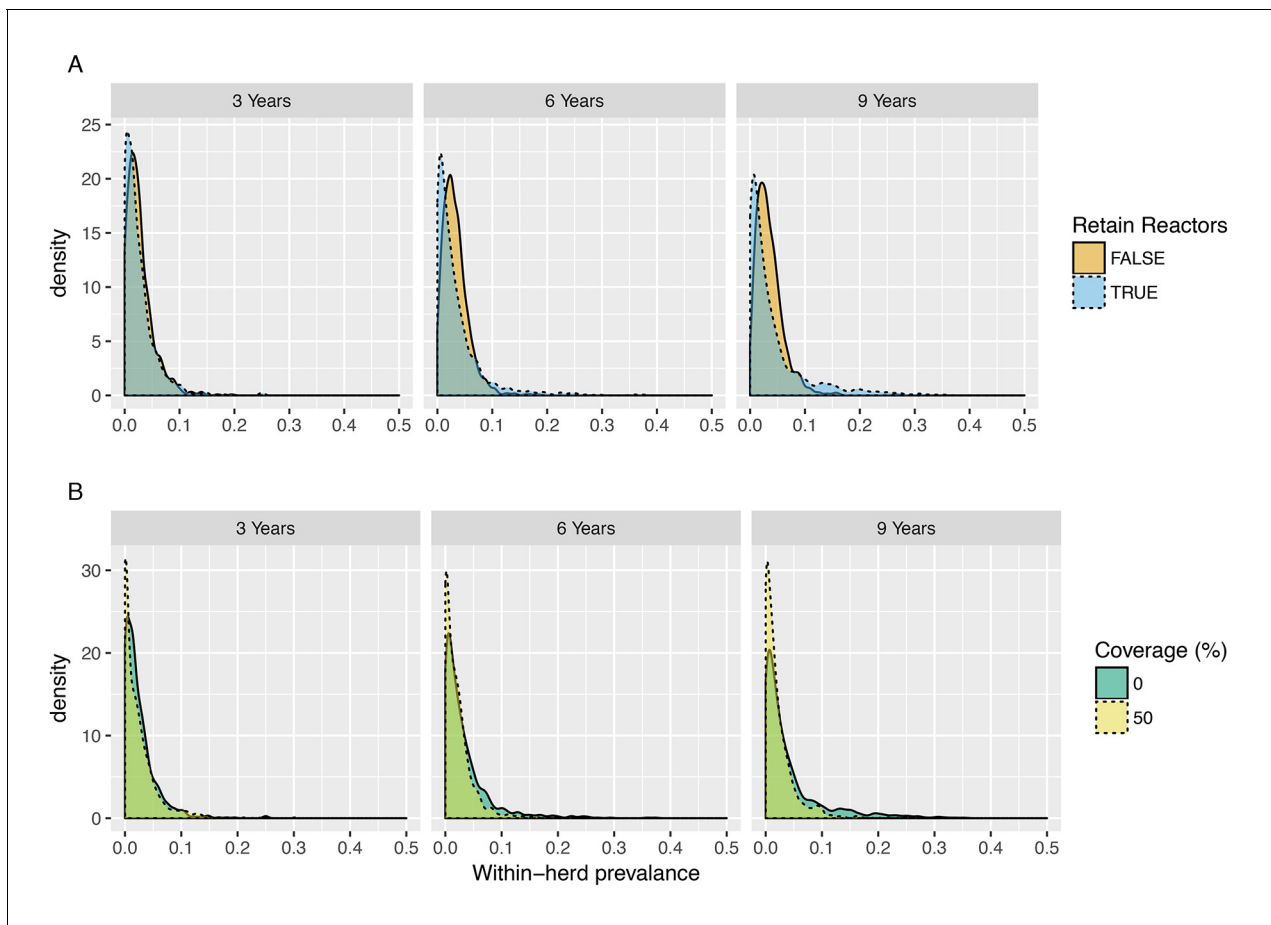 A
3 Years 6 Years 9 Years
25
20
15
10
5
0
density
0.0 0.1 0.2 0.3 0.4 0.5 0.0 0.1 0.2 0.3 0.4 0.5 0.0 0.1 0.2 0.3 0.4 0.5
Retain Reactors
FALSE
TRUE
B
3 Years 6 Years 9 Years
30
20
10
0
density
0.0 0.1 0.2 0.3 0.4 0.5 0.0 0.1 0.2 0.3 0.4 0.5 0.0 0.1 0.2 0.3 0.4 0.5
Within−herd prevalance
Coverage (%)
0
50